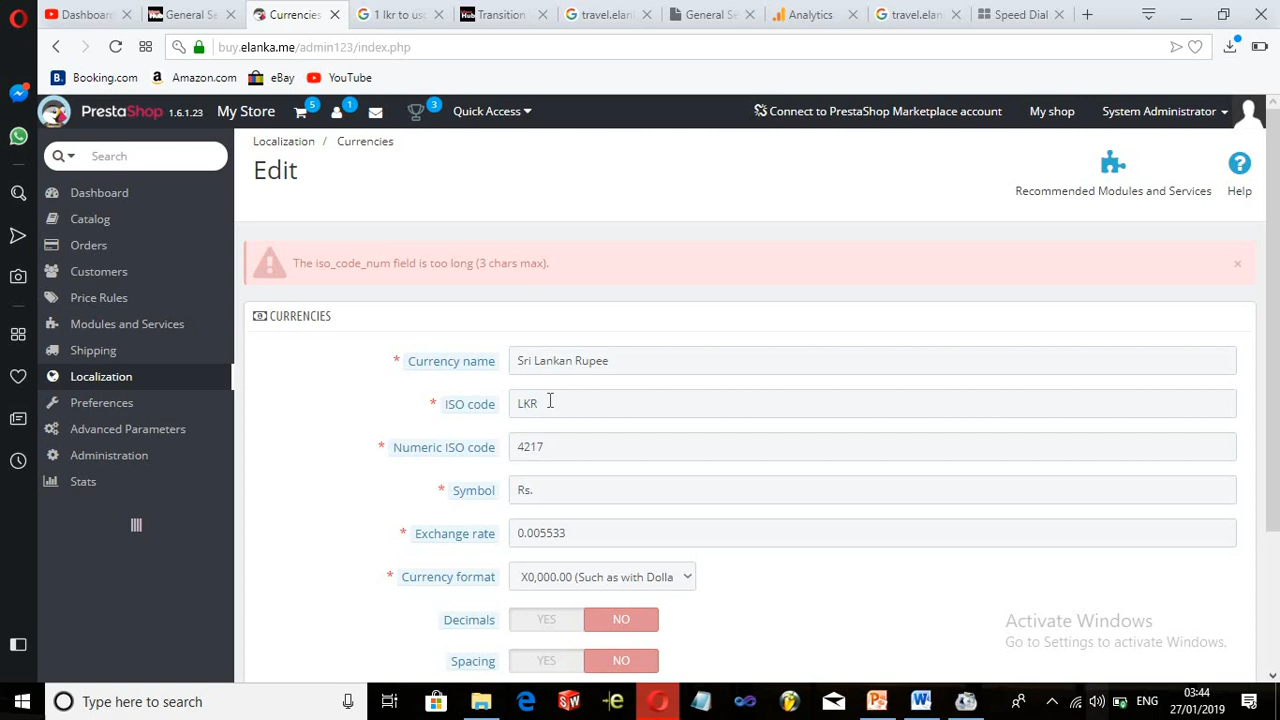 Dashboard
General Se
Currencies
1 lkr to usc
Transition
travel.elank
General Se
Analytics
travel.elan
Speed Dial
buy.elanka.me/admin123/index.php
Booking.com
Amazon.com
eBay
YouTube
PrestaShop 1.6.1.23 My Store 5 1 3 Quick Access Connect to PrestaShop Marketplace account My shop System Administrator
Search
Dashboard
Catalog
Orders
Customers
Price Rules
Modules and Services
Shipping
Localization
Preferences
Advanced Parameters
Administration
Stats
Localization / Currencies
Edit
Recommended Modules and Services
Help
The iso_code_num field is too long (3 chars max).
CURRENCIES
* Currency name Sri Lankan Rupee
* ISO code LKR
* Numeric ISO code 4217
* Symbol Rs.
* Exchange rate 0.005533
* Currency format X0,000.00 (Such as with Dolla
Decimals YES NO
Spacing YES NO
Activate Windows
Go to Settings to activate Windows.
Type here to search
ENG
03:44
27/01/2019